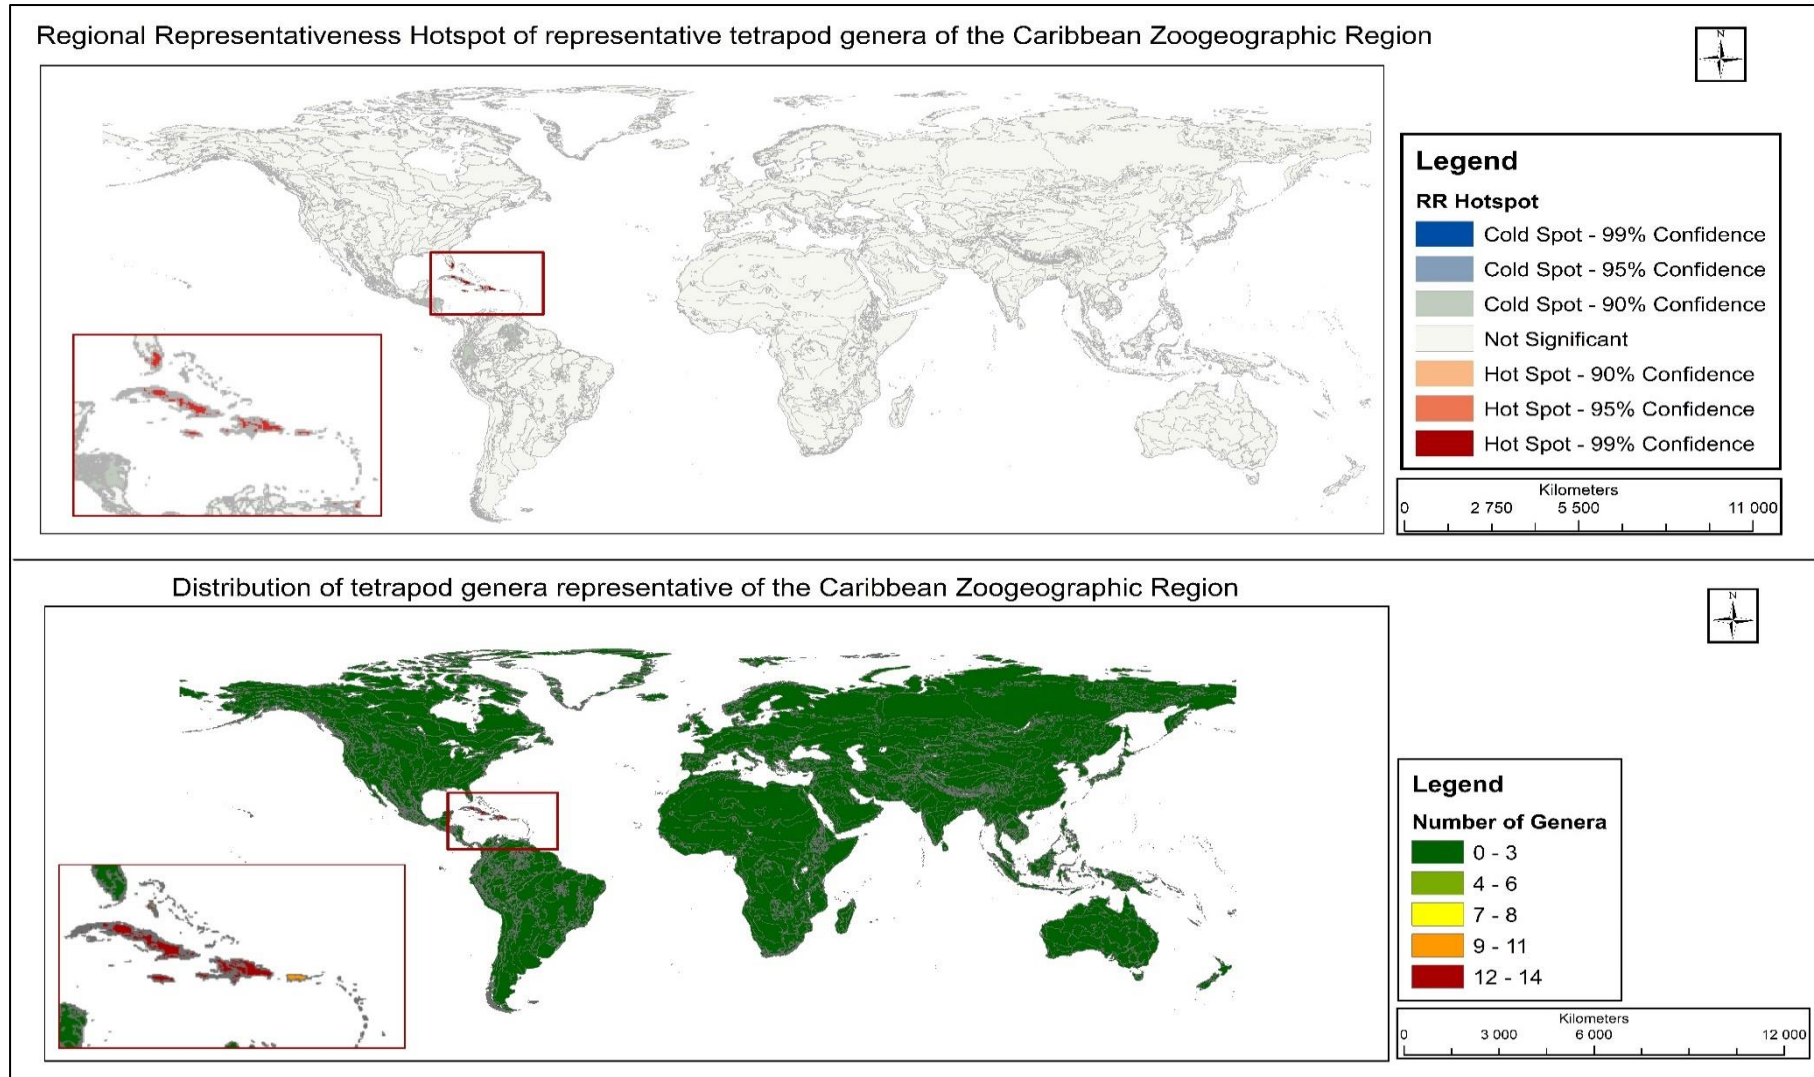 Regional Representativeness Hotspot of representative tetrapod genera of the Caribbean Zoogeographic Region
N
Legend
RR Hotspot
Cold Spot - 99% Confidence
Cold Spot - 95% Confidence
Cold Spot - 90% Confidence
Not Significant
Hot Spot - 90% Confidence
Hot Spot - 95% Confidence
Hot Spot - 99% Confidence
Kilometers
0 2 750 5 500 11 000
Distribution of tetrapod genera representative of the Caribbean Zoogeographic Region
N
Legend
Number of Genera
0 - 3
4 - 6
7 - 8
9 - 11
12 - 14
Kilometers
0 3 000 6 000 12 000